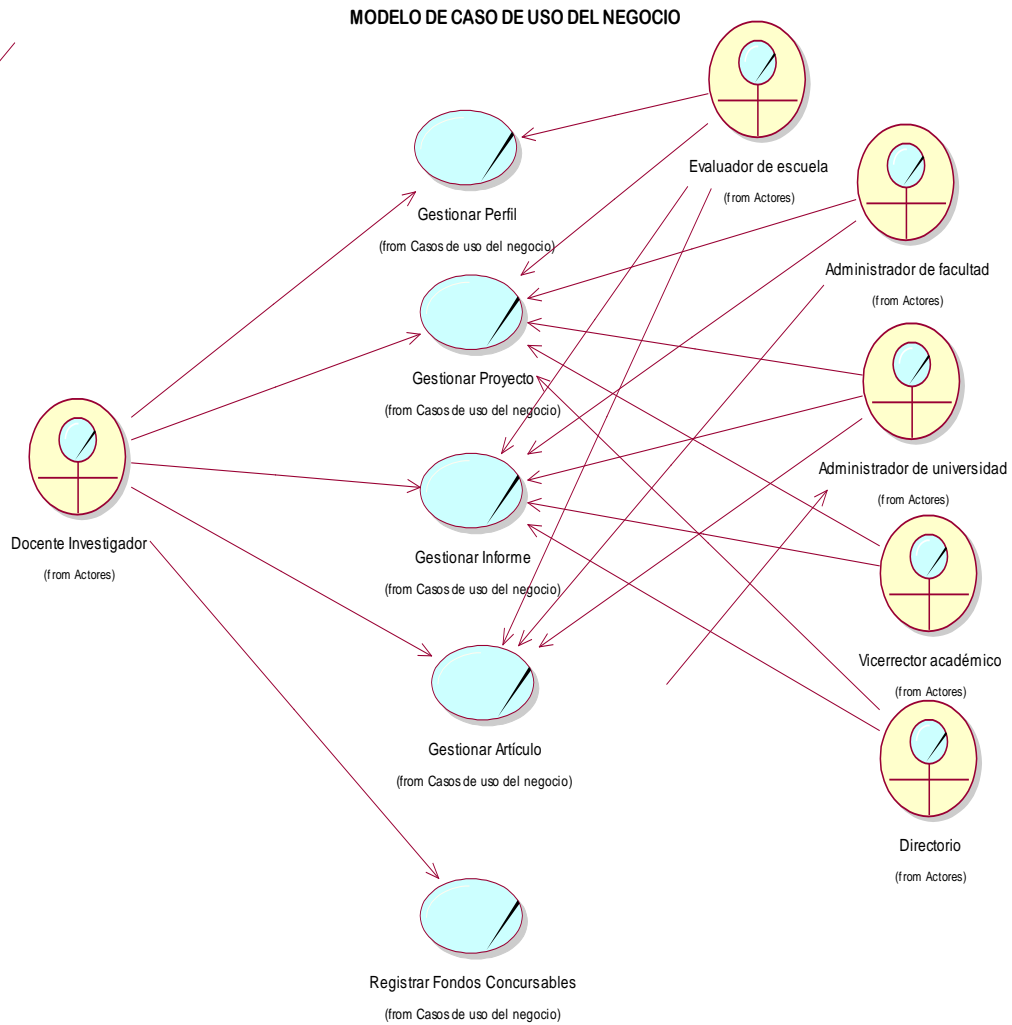 MODELO DE CASO DE USO DEL NEGOCIO
Evaluador de escuela
(from Actores)
Gestionar Perfil
(from Casos de uso del negocio)
Administrador de facultad
(from Actores)
Gestionar Proyecto
(from Casos de uso del negocio)
Administrador de universidad
(from Actores)
Docente Investigador
(from Actores)
Gestionar Informe
(from Casos de uso del negocio)
Vicerrector académico
(from Actores)
Gestionar Artículo
(from Casos de uso del negocio)
Directorio
(from Actores)
Registrar Fondos Concursables
(from Casos de uso del negocio)